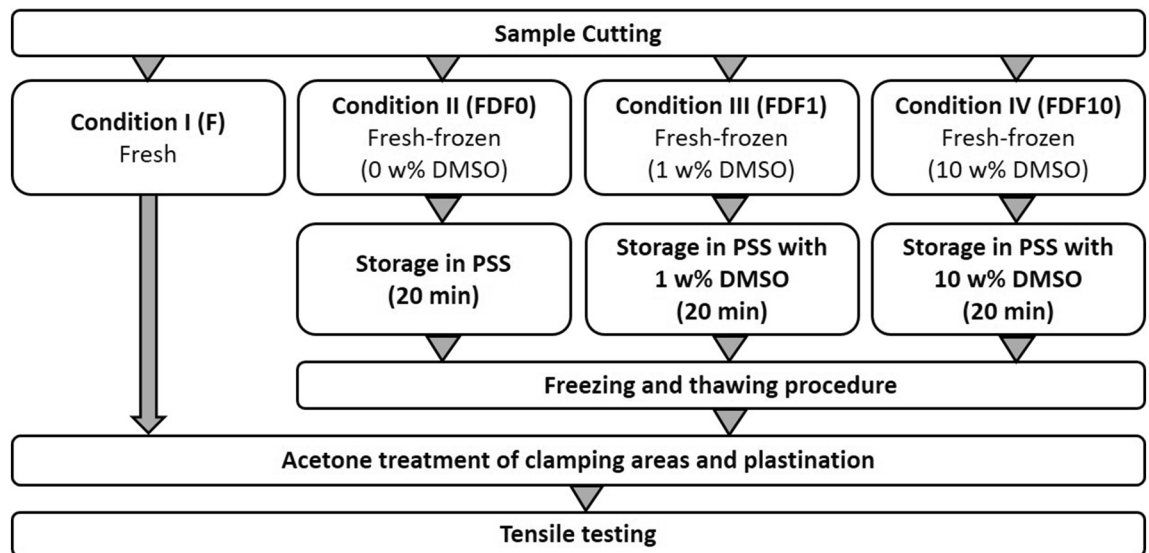 Sample Cutting
Condition I (F)
Fresh
Condition II (FDF0)
Fresh-frozen
(0 w% DMSO)
Condition III (FDF1)
Fresh-frozen
(1 w% DMSO)
Condition IV (FDF10)
Fresh-frozen
(10 w% DMSO)
Storage in PSS
(20 min)
Storage in PSS with
1 w% DMSO
(20 min)
Storage in PSS with
10 w% DMSO
(20 min)
Freezing and thawing procedure
Acetone treatment of clamping areas and plastination
Tensile testing